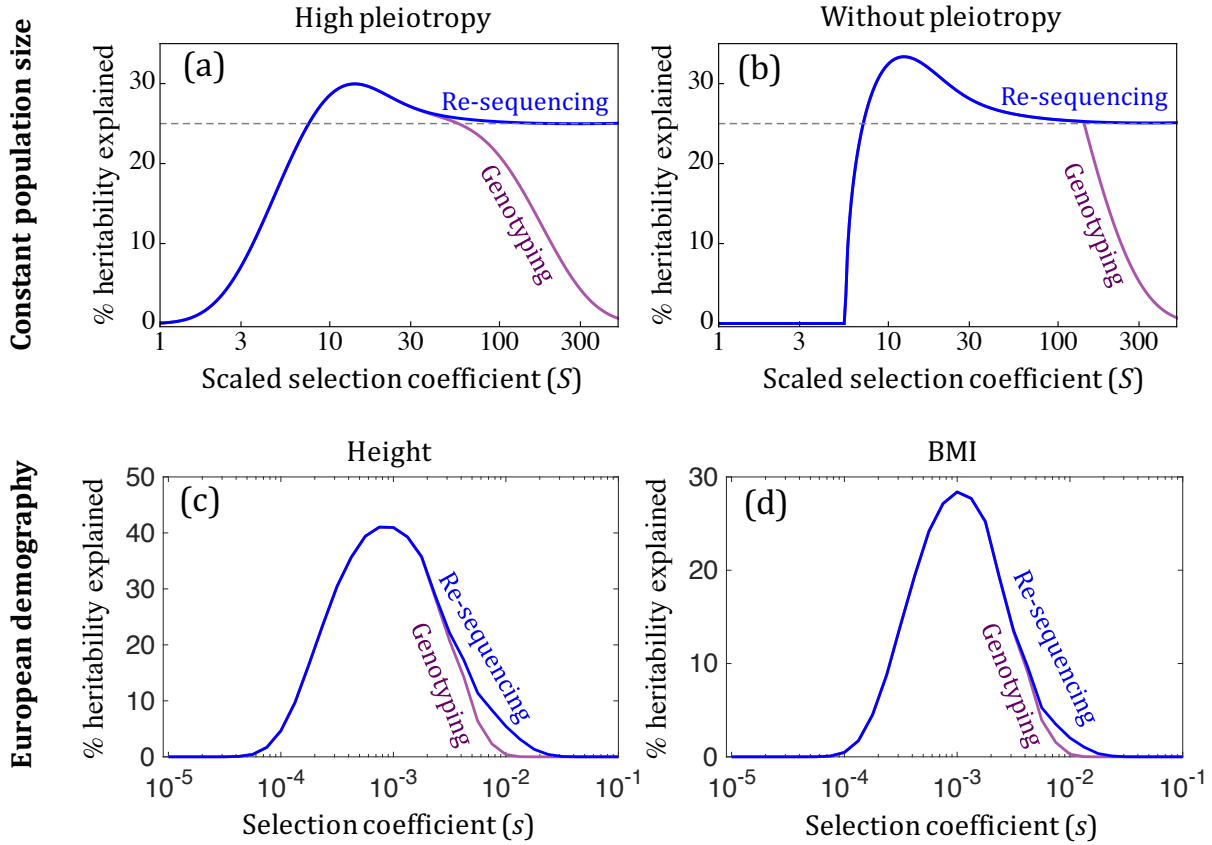 High pleiotropy
Without pleiotropy
Constant population size
% heritability explained
(a)
Re-sequencing
Genotyping
30
20
10
0
1 3 10 30 100 300
Scaled selection coefficient (S)
% heritability explained
(b)
Re-sequencing
Genotyping
30
20
10
0
1 3 10 30 100 300
Scaled selection coefficient (S)
European demography
Height
% heritability explained
(c)
Re-sequencing
Genotyping
50
40
30
20
10
0
10⁻⁵ 10⁻⁴ 10⁻³ 10⁻² 10⁻¹
Selection coefficient (s)
BMI
% heritability explained
(d)
Re-sequencing
Genotyping
30
20
10
0
10⁻⁵ 10⁻⁴ 10⁻³ 10⁻² 10⁻¹
Selection coefficient (s)